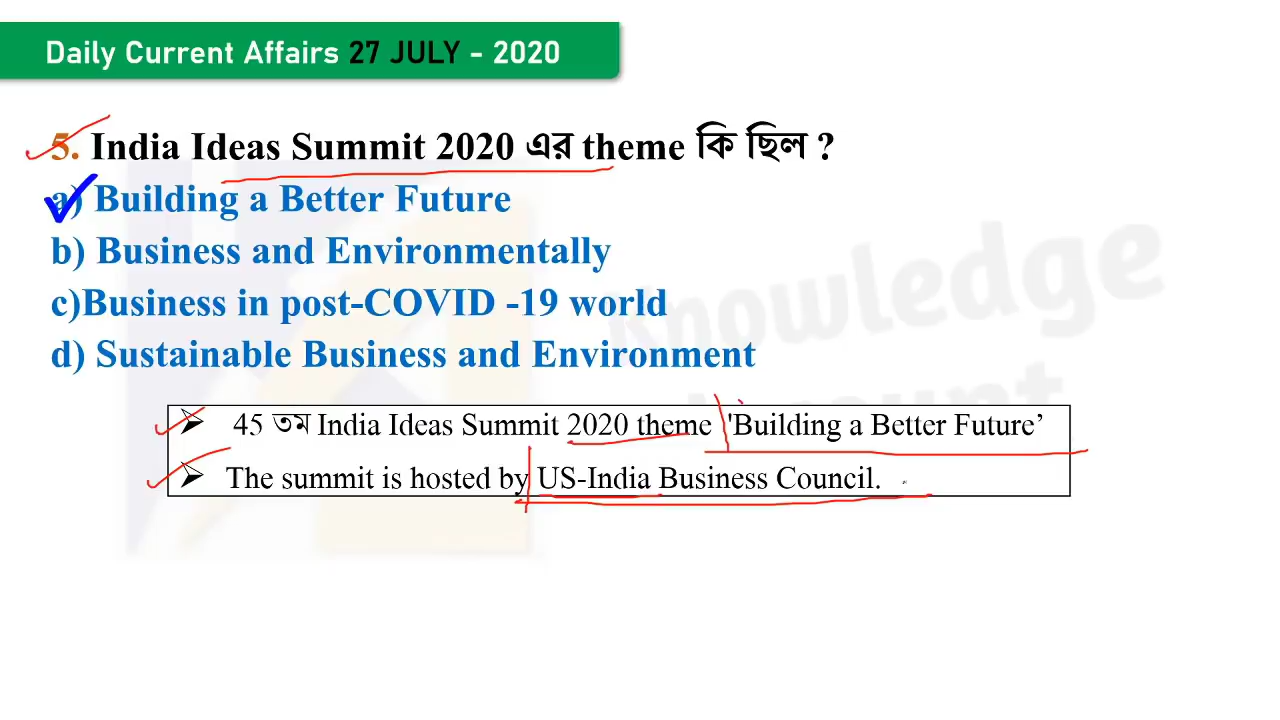 Daily Current Affairs 27 JULY - 2020
5. India Ideas Summit 2020 এর theme কি ছিল ?
a) Building a Better Future
b) Business and Environmentally
c)Business in post-COVID -19 world
d) Sustainable Business and Environment
Knowledge
➢ 45 তম India Ideas Summit 2020 theme 'Building a Better Future’
➢ The summit is hosted by US-India Business Council.